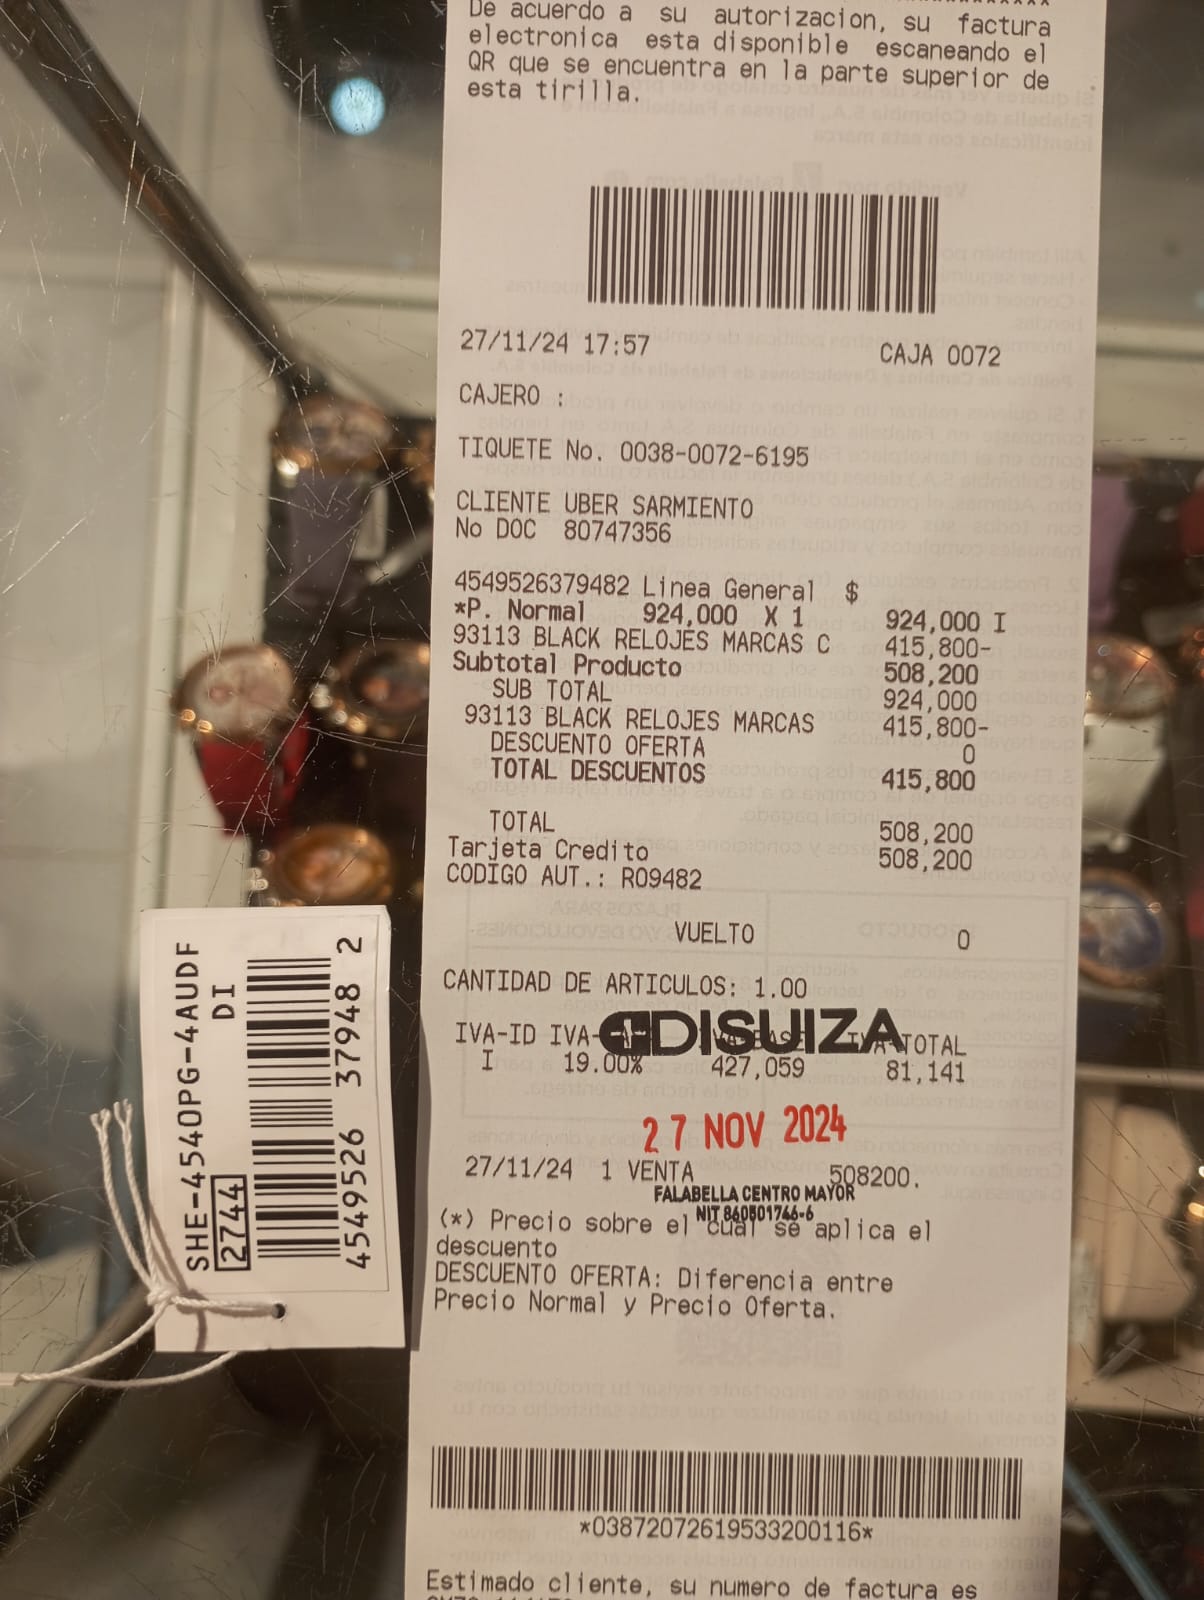 De acuerdo a su autorizacion, su factura
electronica esta disponible escaneando el
QR que se encuentra en la parte superior de
esta tirilla.
27/11/24 17:57 CAJA 0072
CAJERO :
TIQUETE No. 0038-0072-6195
CLIENTE UBER SARMIENTO
No DOC 80747356
4549526379482 Linea General $
*P. Normal 924,000 X 1 924,000 I
93113 BLACK RELOJES MARCAS C 415,800-
Subtotal Producto 508,200
SUB TOTAL 924,000
93113 BLACK RELOJES MARCAS 415,800-
DESCUENTO OFERTA 0
TOTAL DESCUENTOS 415,800
TOTAL 508,200
Tarjeta Credito 508,200
CODIGO AUT.: R09482
VUELTO 0
CANTIDAD DE ARTICULOS: 1.00
DISUIZA
IVA-ID IVA- TOTAL
I 19.00% 427,059 81,141
27 NOV 2024
27/11/24 1 VENTA 508200.
FALABELLA CENTRO MAYOR
NIT 860501746-6
(*) Precio sobre el cual se aplica el
descuento
DESCUENTO OFERTA: Diferencia entre
Precio Normal y Precio Oferta.
*03872072619533200116*
Estimado cliente, su numero de factura es
SHE-4540PG-4AUDF
DI
2744
4549526 37948 2